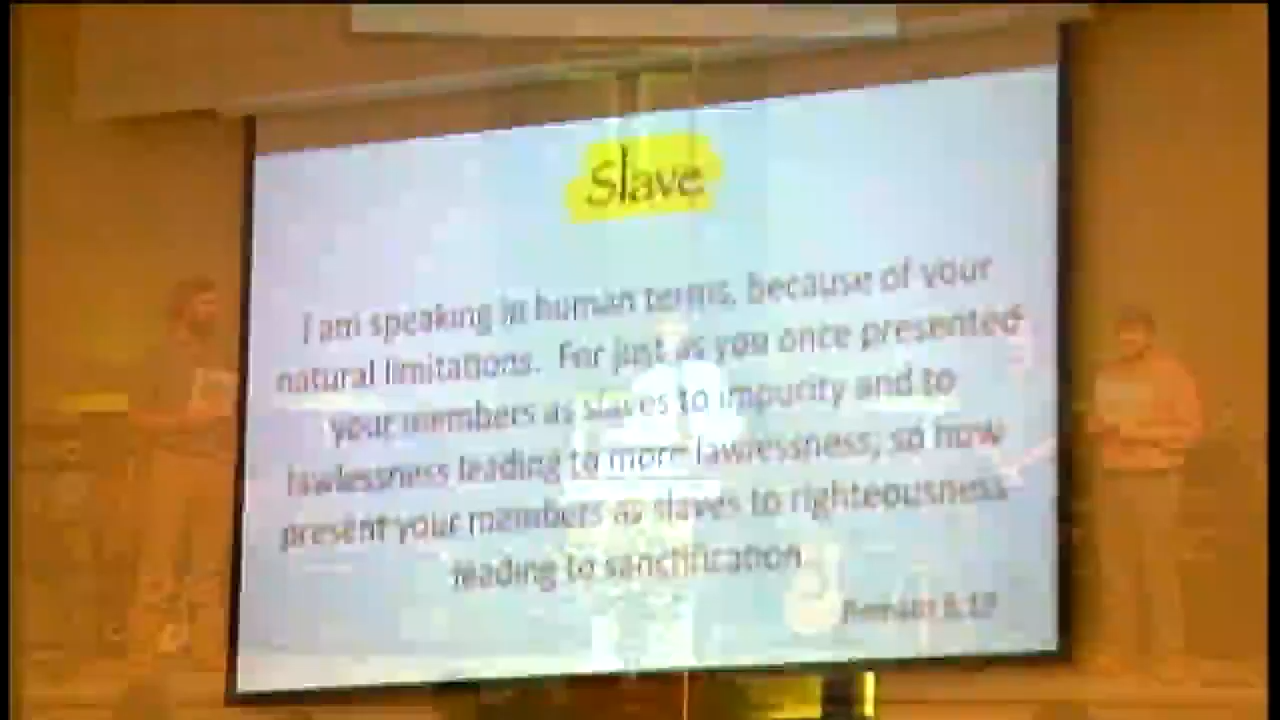 Slave
I am speaking in human terms, because of your
natural limitations. For just as you once presented
your members as slaves to impurity and to
lawlessness leading to more lawlessness, so now
present your members as slaves to righteousness
leading to sanctification
6:19